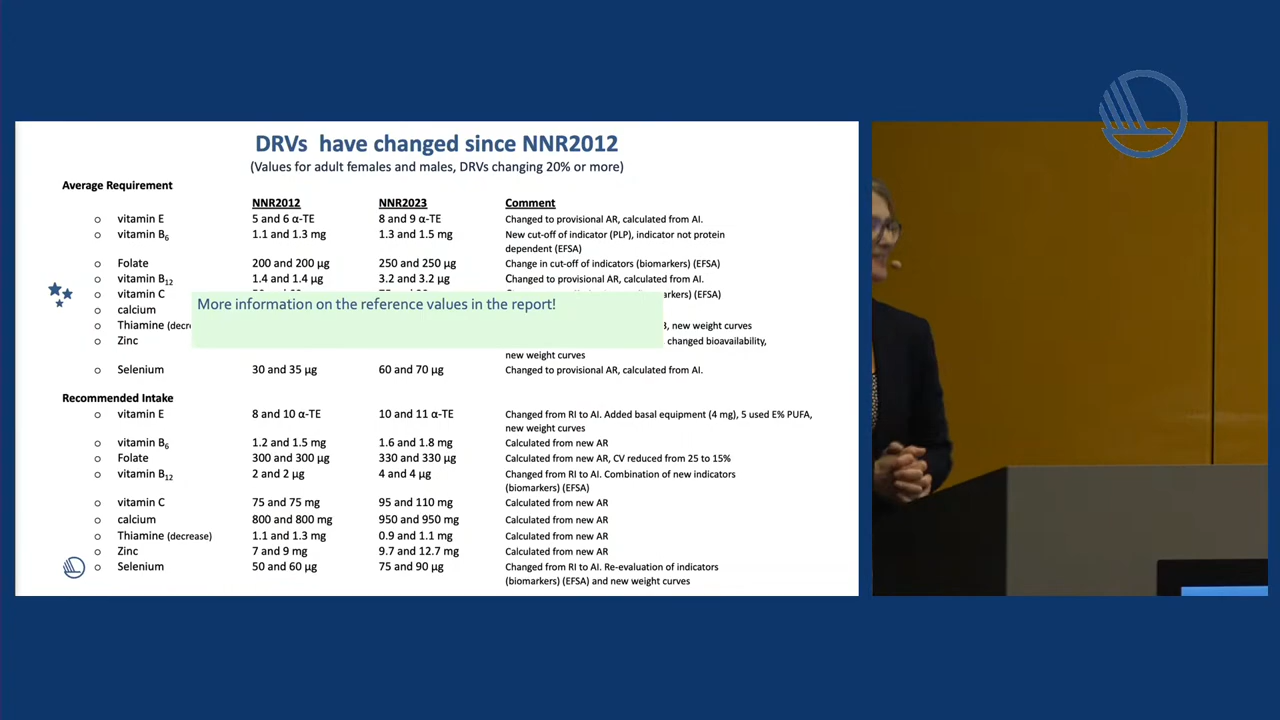 DRVs have changed since NNR2012
(Values for adult females and males, DRVs changing 20% or more)
Average Requirement
NNR2012 NNR2023 Comment
o vitamin E 5 and 6 α-TE 8 and 9 α-TE Changed to provisional AR, calculated from AI.
o vitamin B6 1.1 and 1.3 mg 1.3 and 1.5 mg New cut-off of indicator (PLP), indicator not protein
dependent (EFSA)
o Folate 200 and 200 µg 250 and 250 µg Change in cut-off of indicators (biomarkers) (EFSA)
o vitamin B12 1.4 and 1.4 µg 3.2 and 3.2 µg Changed to provisional AR, calculated from AI.
o vitamin C (EFSA)
More information on the reference values in the report!
o calcium
o Thiamine new weight curves
o Zinc changed bioavailability,
new weight curves
o Selenium 30 and 35 µg 60 and 70 µg Changed to provisional AR, calculated from AI.
Recommended Intake
o vitamin E 8 and 10 α-TE 10 and 11 α-TE Changed from RI to AI. Added basal equipment (4 mg), 5 used E% PUFA,
new weight curves
o vitamin B6 1.2 and 1.5 mg 1.6 and 1.8 mg Calculated from new AR
o Folate 300 and 300 µg 330 and 330 µg Calculated from new AR, CV reduced from 25 to 15%
o vitamin B12 2 and 2 µg 4 and 4 µg Changed from RI to AI. Combination of new indicators
(biomarkers) (EFSA)
o vitamin C 75 and 75 mg 95 and 110 mg Calculated from new AR
o calcium 800 and 800 mg 950 and 950 mg Calculated from new AR
o Thiamine (decrease) 1.1 and 1.3 mg 0.9 and 1.1 mg Calculated from new AR
o Zinc 7 and 9 mg 9.7 and 12.7 mg Calculated from new AR
o Selenium 50 and 60 µg 75 and 90 µg Changed from RI to AI. Re-evaluation of indicators
(biomarkers) (EFSA) and new weight curves